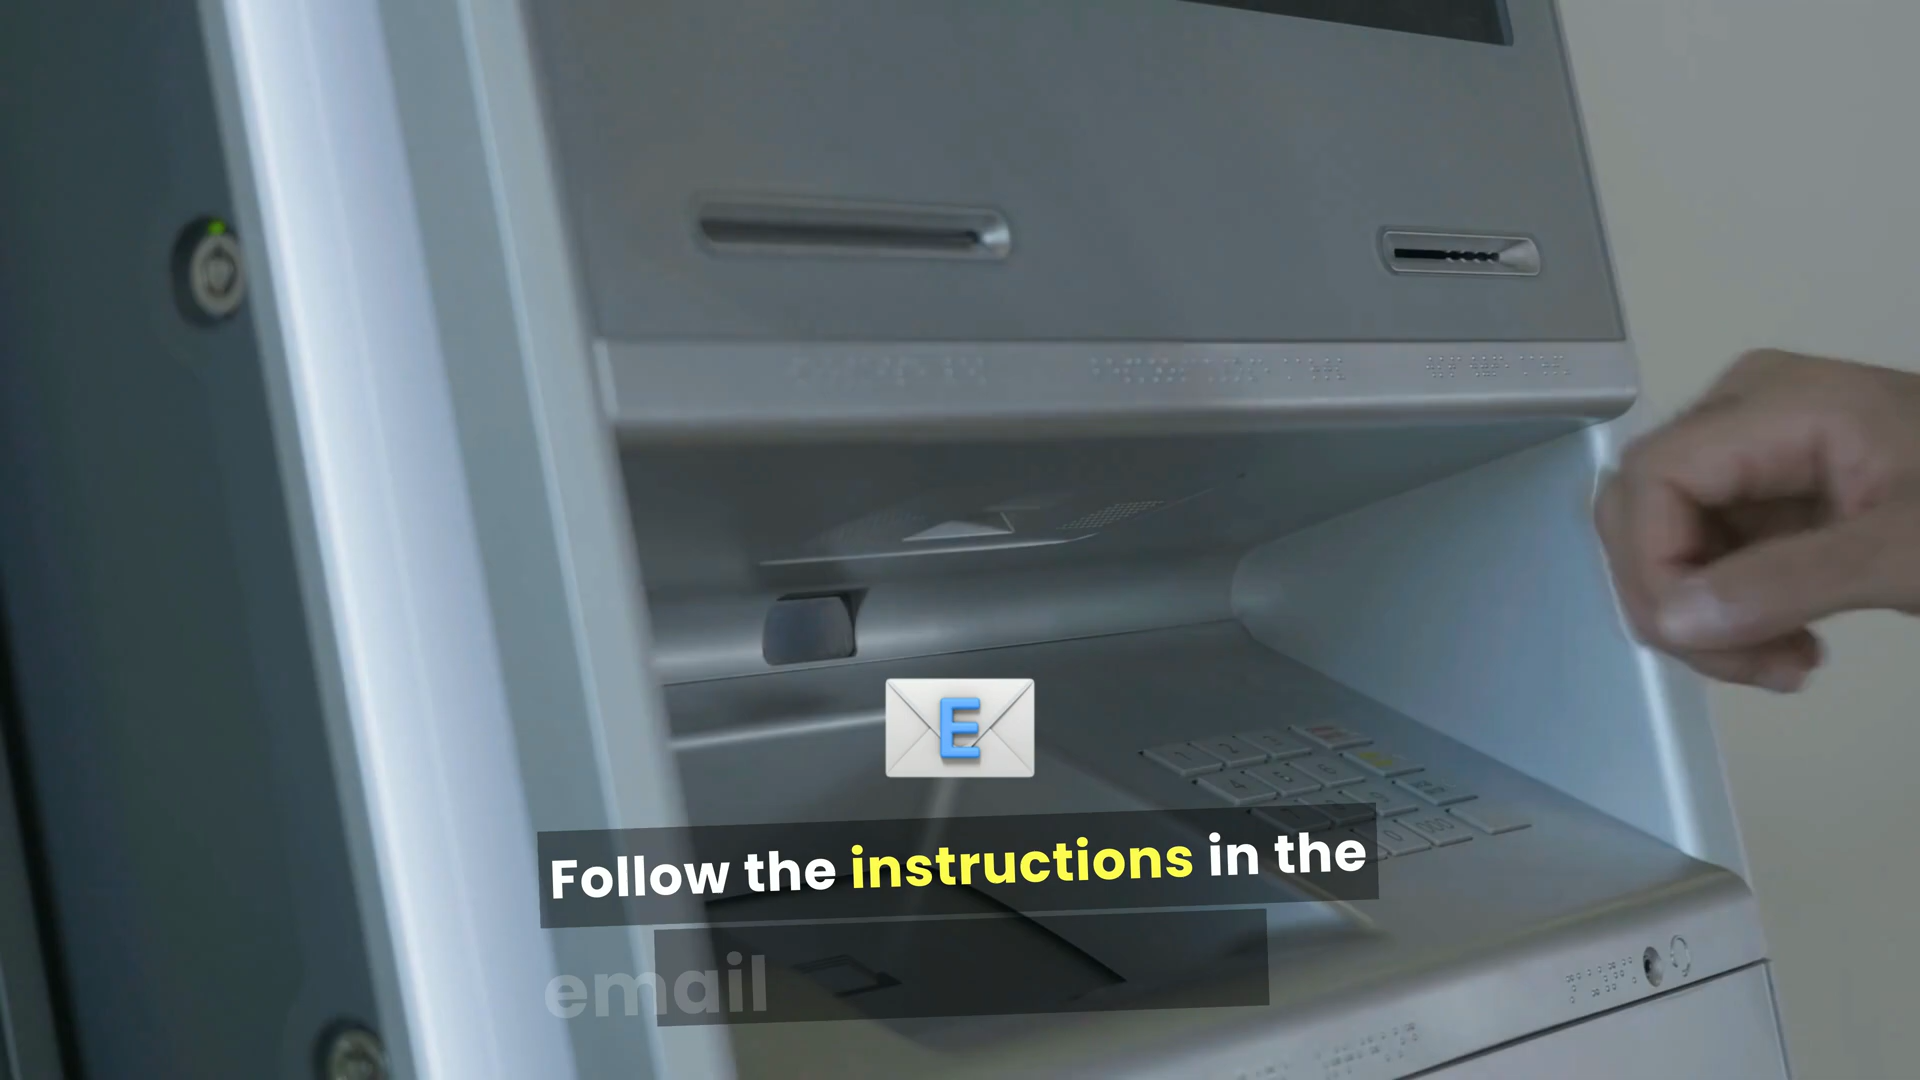 E
Follow the instructions in the
email